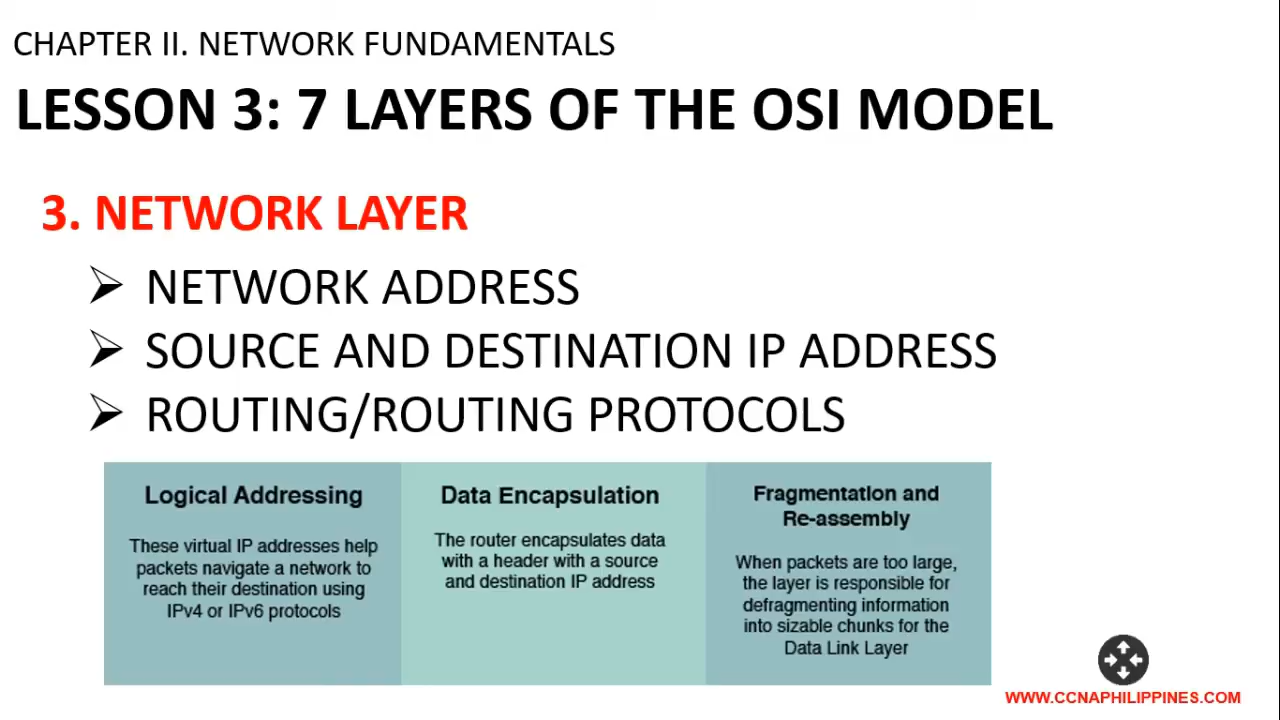 CHAPTER II. NETWORK FUNDAMENTALS
LESSON 3: 7 LAYERS OF THE OSI MODEL
3. NETWORK LAYER
NETWORK ADDRESS
SOURCE AND DESTINATION IP ADDRESS
ROUTING/ROUTING PROTOCOLS
Logical Addressing
These virtual IP addresses help
packets navigate a network to
reach their destination using
IPv4 or IPv6 protocols
Data Encapsulation
The router encapsulates data
with a header with a source
and destination IP address
Fragmentation and
Re-assembly
When packets are too large,
the layer is responsible for
defragmenting information
into sizable chunks for the
Data Link Layer
WWW.CCNAPHILIPPINES.COM